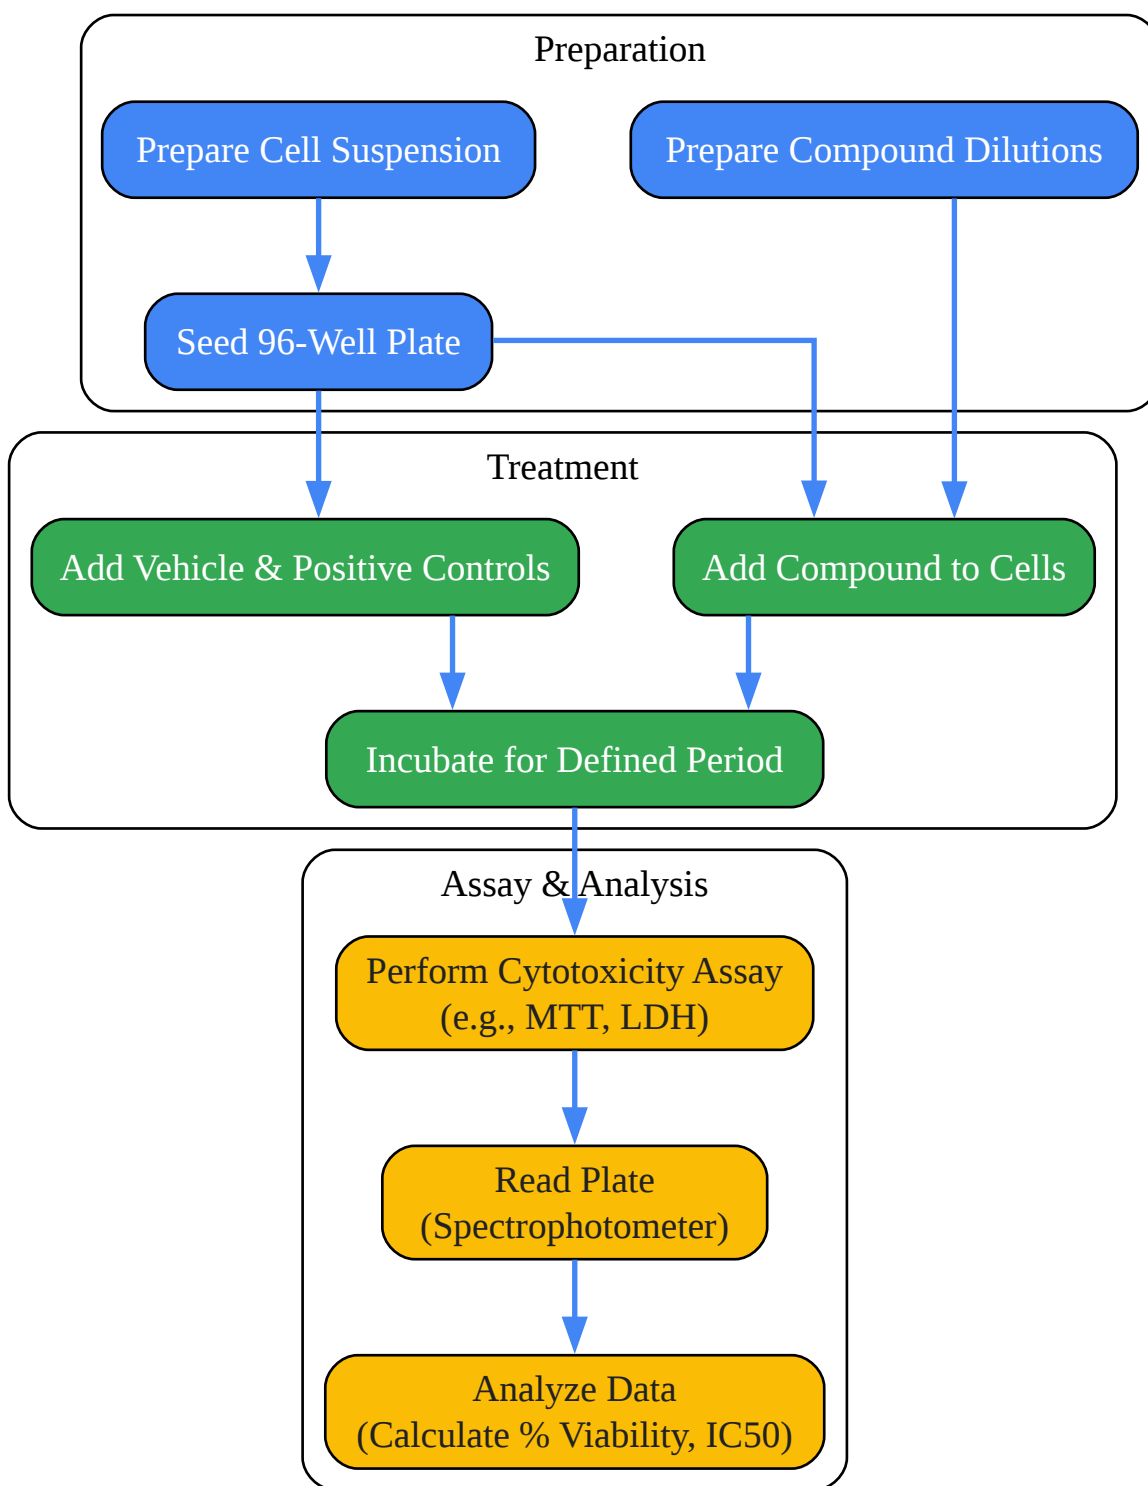 Preparation
Prepare Cell Suspension
Prepare Compound Dilutions
Seed 96-Well Plate
Treatment
Add Vehicle & Positive Controls
Add Compound to Cells
Incubate for Defined Period
Assay & Analysis
Perform Cytotoxicity Assay
(e.g., MTT, LDH)
Read Plate
(Spectrophotometer)
Analyze Data
(Calculate % Viability, IC50)